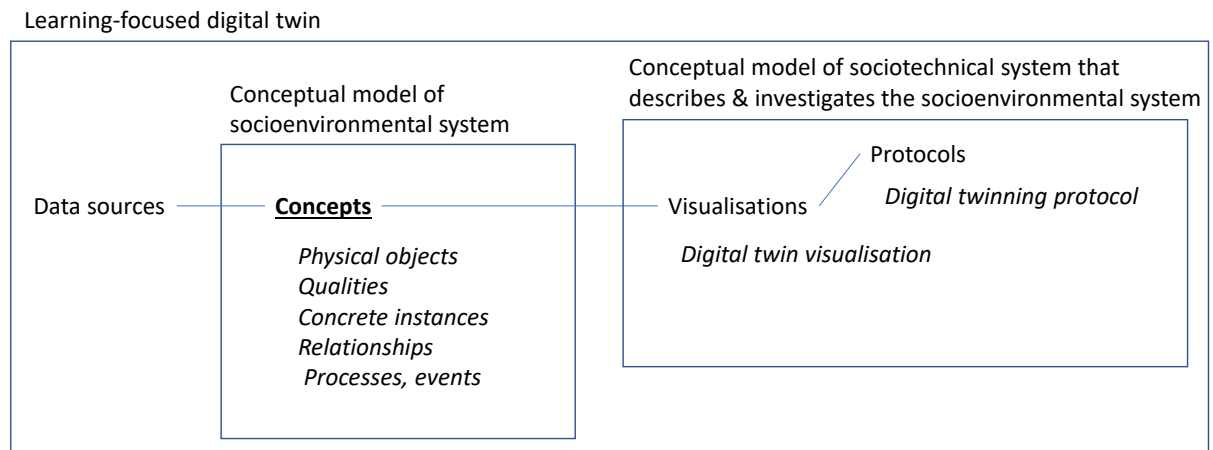 Learning-focused digital twin
Conceptual model of
socioenvironmental system
Conceptual model of sociotechnical system that
describes & investigates the socioenvironmental system
Data sources
Concepts
Physical objects
Qualities
Concrete instances
Relationships
Processes, events
Visualisations
Digital twin visualisation
Protocols
Digital twinning protocol